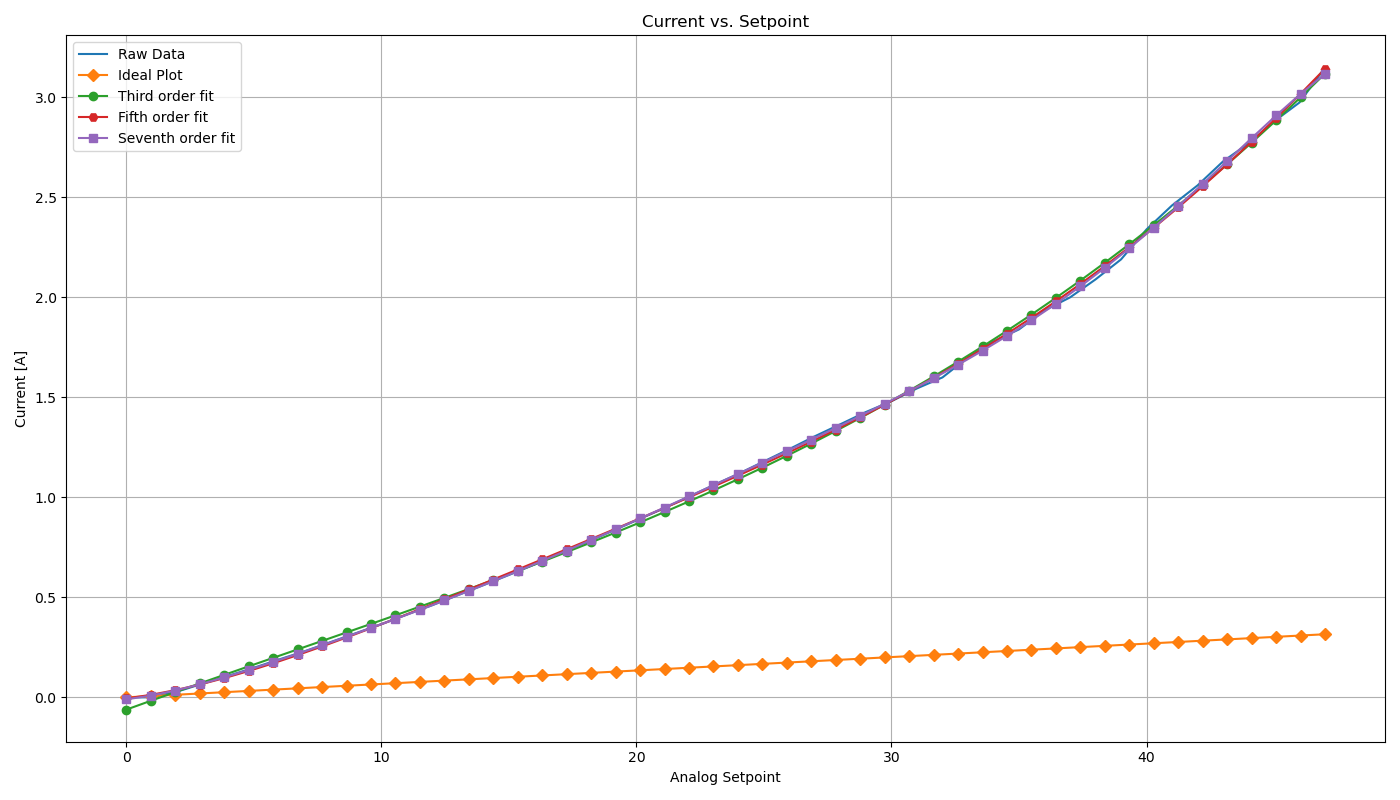 Current vs. Setpoint
Raw Data
Ideal Plot
Third order fit
Fifth order fit
Seventh order fit
Current [A]
3.0
2.5
2.0
1.5
1.0
0.5
0.0
0 10 20 30 40
Analog Setpoint